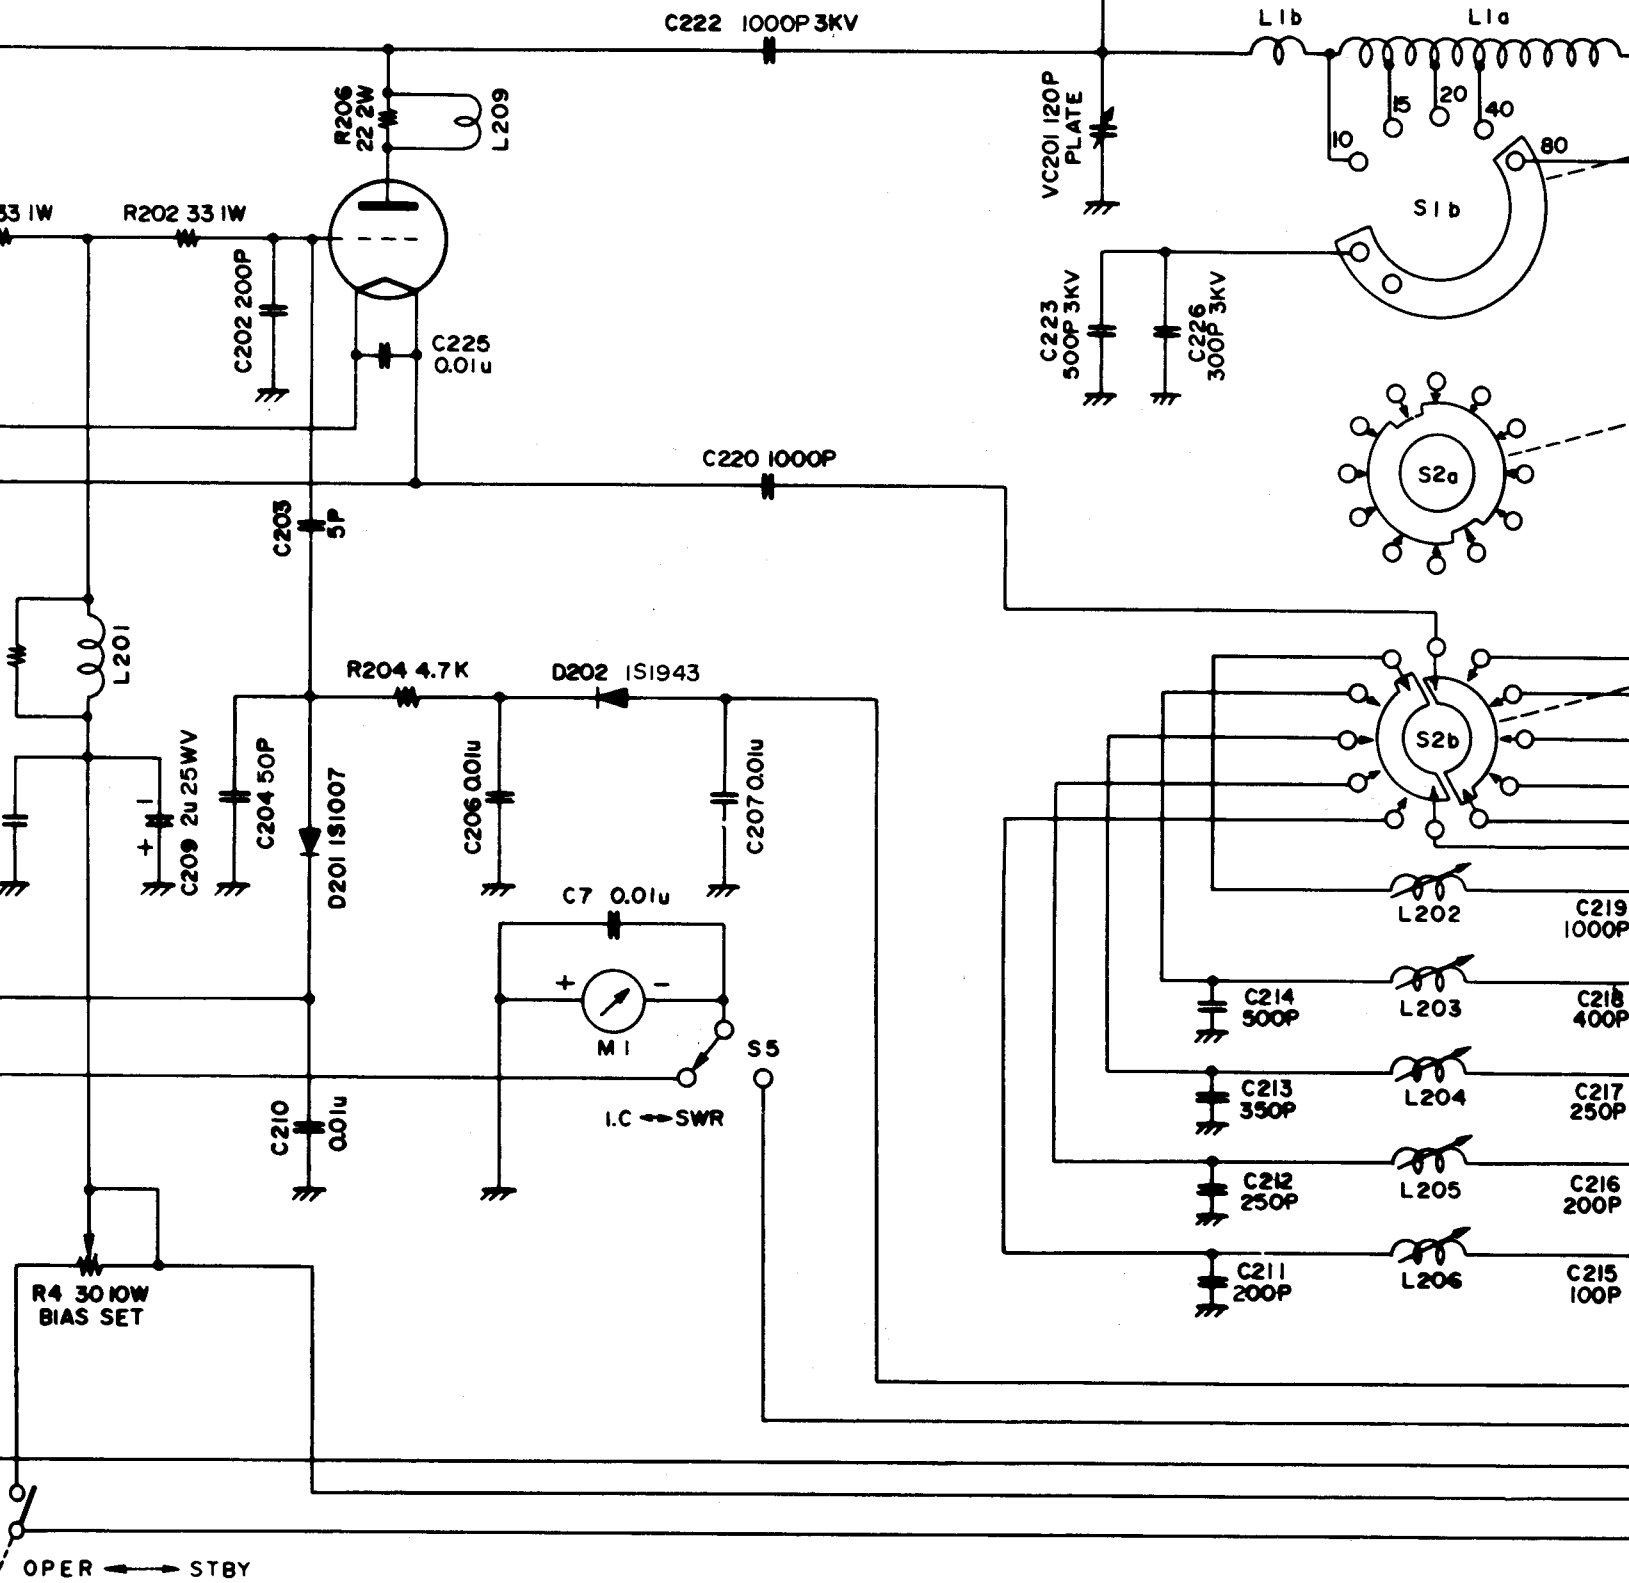 C222 1000P 3KV
L1b
L1a
R206
22 2W
L209
VC201 120P
PLATE
10
15
20
40
80
S1b
33 1W
R202 33 1W
C202 200P
C225
0.01u
C223
500P 3KV
C226
300P 3KV
S2a
C220 1000P
C203
5P
L201
R204 4.7K
D202 1S1943
S2b
C209 2u 25WV
- +
C204 50P
D201 1S1007
C206 0.01u
C207 0.01u
C7 0.01u
+ -
M1
S5
I.C ↔ SWR
C210
0.01u
L202
C219
1000P
C214
500P
L203
C218
400P
C213
350P
L204
C217
250P
C212
250P
L205
C216
200P
C211
200P
L206
C215
100P
R4 30 10W
BIAS SET
OPER ↔ STBY